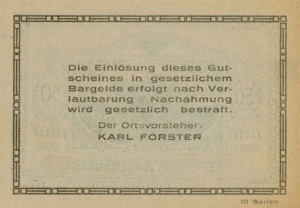 Die Einlösung dieses Gut-
scheines in gesetzlichem
Bargelde erfolgt nach Ver-
lautbarung / Nachahmung
wird gesetzlich bestraft.
Der Ortsvorsteher:
KARL FORSTER
10 Serien